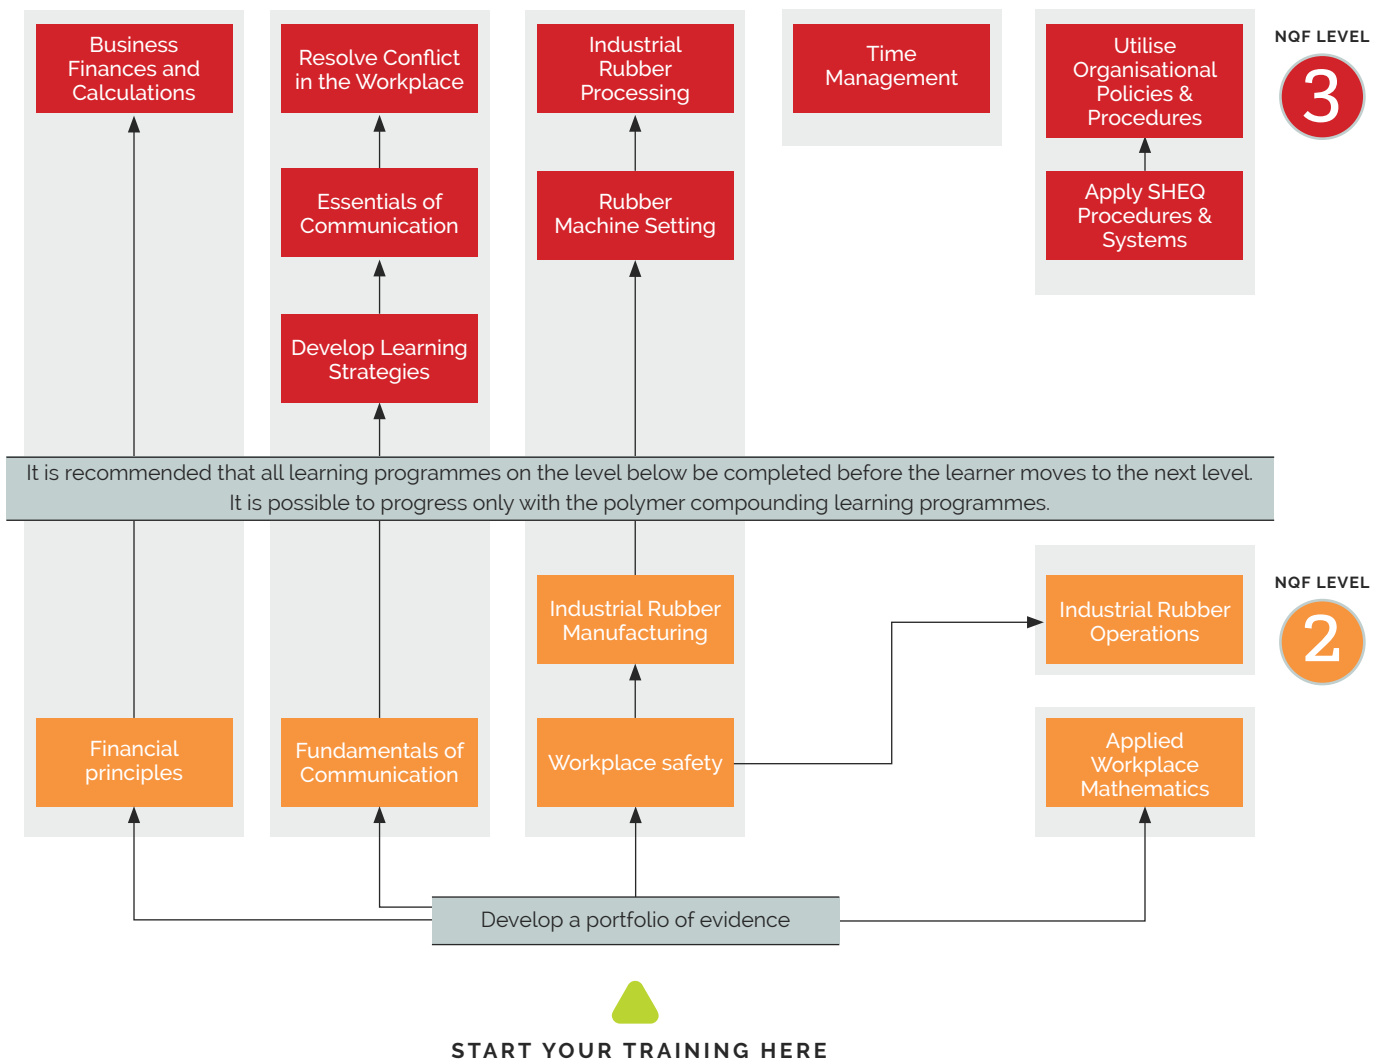 Business
Finances and
Calculations
Resolve Conflict
in the Workplace
Industrial
Rubber
Processing
Time
Management
Utilise
Organisational
Policies &
Procedures
NQF LEVEL
3
Essentials of
Communication
Rubber
Machine Setting
Apply SHEQ
Procedures &
Systems
Develop Learning
Strategies
It is recommended that all learning programmes on the level below be completed before the learner moves to the next level.
It is possible to progress only with the polymer compounding learning programmes.
Industrial Rubber
Manufacturing
Industrial Rubber
Operations
NQF LEVEL
2
Financial
principles
Fundamentals of
Communication
Workplace safety
Applied
Workplace
Mathematics
Develop a portfolio of evidence
START YOUR TRAINING HERE